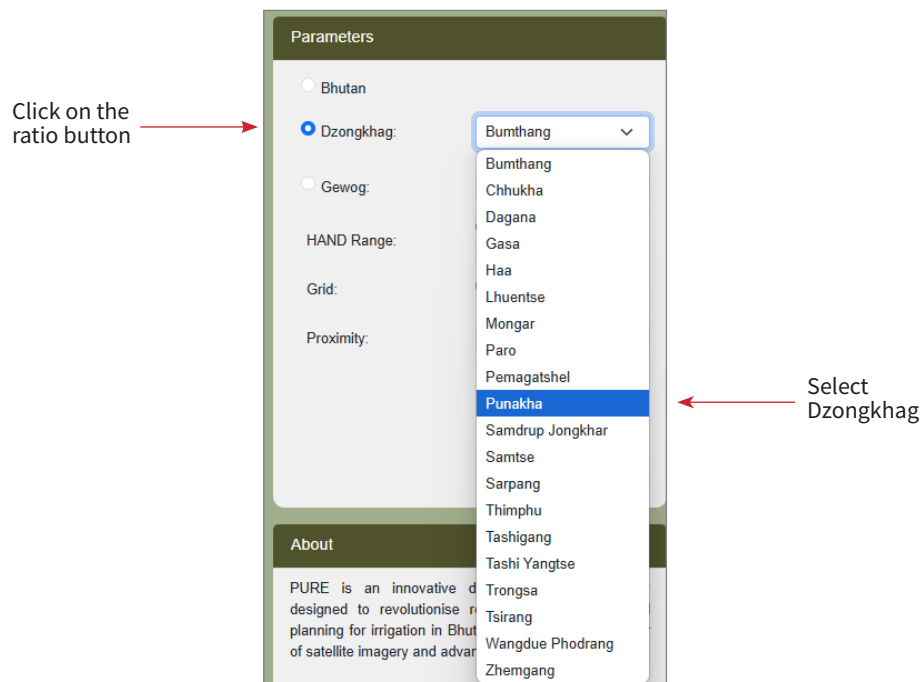 Parameters
Bhutan
Click on the
ratio button
Dzongkhag:
Bumthang
Bumthang
Chhukha
Gewog:
Dagana
Gasa
HAND Range:
Haa
Grid:
Lhuentse
Mongar
Proximity:
Paro
Pemagatshel
Punakha
Select
Dzongkhag
Samdrup Jongkhar
Samtse
Sarpang
Thimphu
About
Tashigang
Tashi Yangtse
PURE is an innovative d
Trongsa
designed to revolutionise r
Tsirang
planning for irrigation in Bhut
Wangdue Phodrang
of satellite imagery and advan
Zhemgang